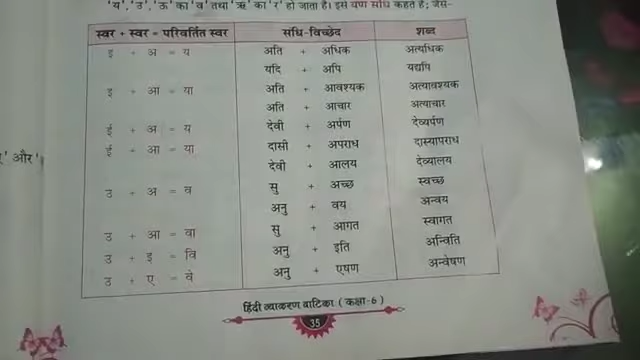 'य', 'उ', 'ऊ' का 'व' तथा 'ऋ' का 'र' हो जाता है। इसे यण संधि कहते हैं; जैसे-
स्वर + स्वर = परिवर्तित स्वर संधि-विच्छेद शब्द
इ + अ = य अति + अधिक अत्यधिक
यदि + अपि यद्यपि
इ + आ = या अति + आवश्यक अत्यावश्यक
अति + आचार अत्याचार
ई + अ = य देवी + अर्पण देव्यर्पण
ई + आ = या दासी + अपराध दास्यापराध
देवी + आलय देव्यालय
उ + अ = व सु + अच्छ स्वच्छ
अनु + वय अन्वय
उ + आ = वा सु + आगत स्वागत
उ + इ = वि अनु + इति अन्विति
उ + ए = वे अनु + एषण अन्वेषण
' और '
हिंदी व्याकरण वाटिका (कक्षा-6)
35